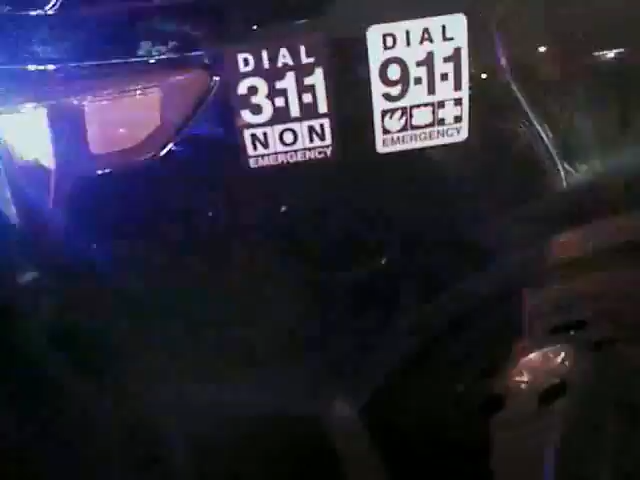 DIAL
3-1-1
NON
EMERGENCY
DIAL
9-1-1
EMERGENCY